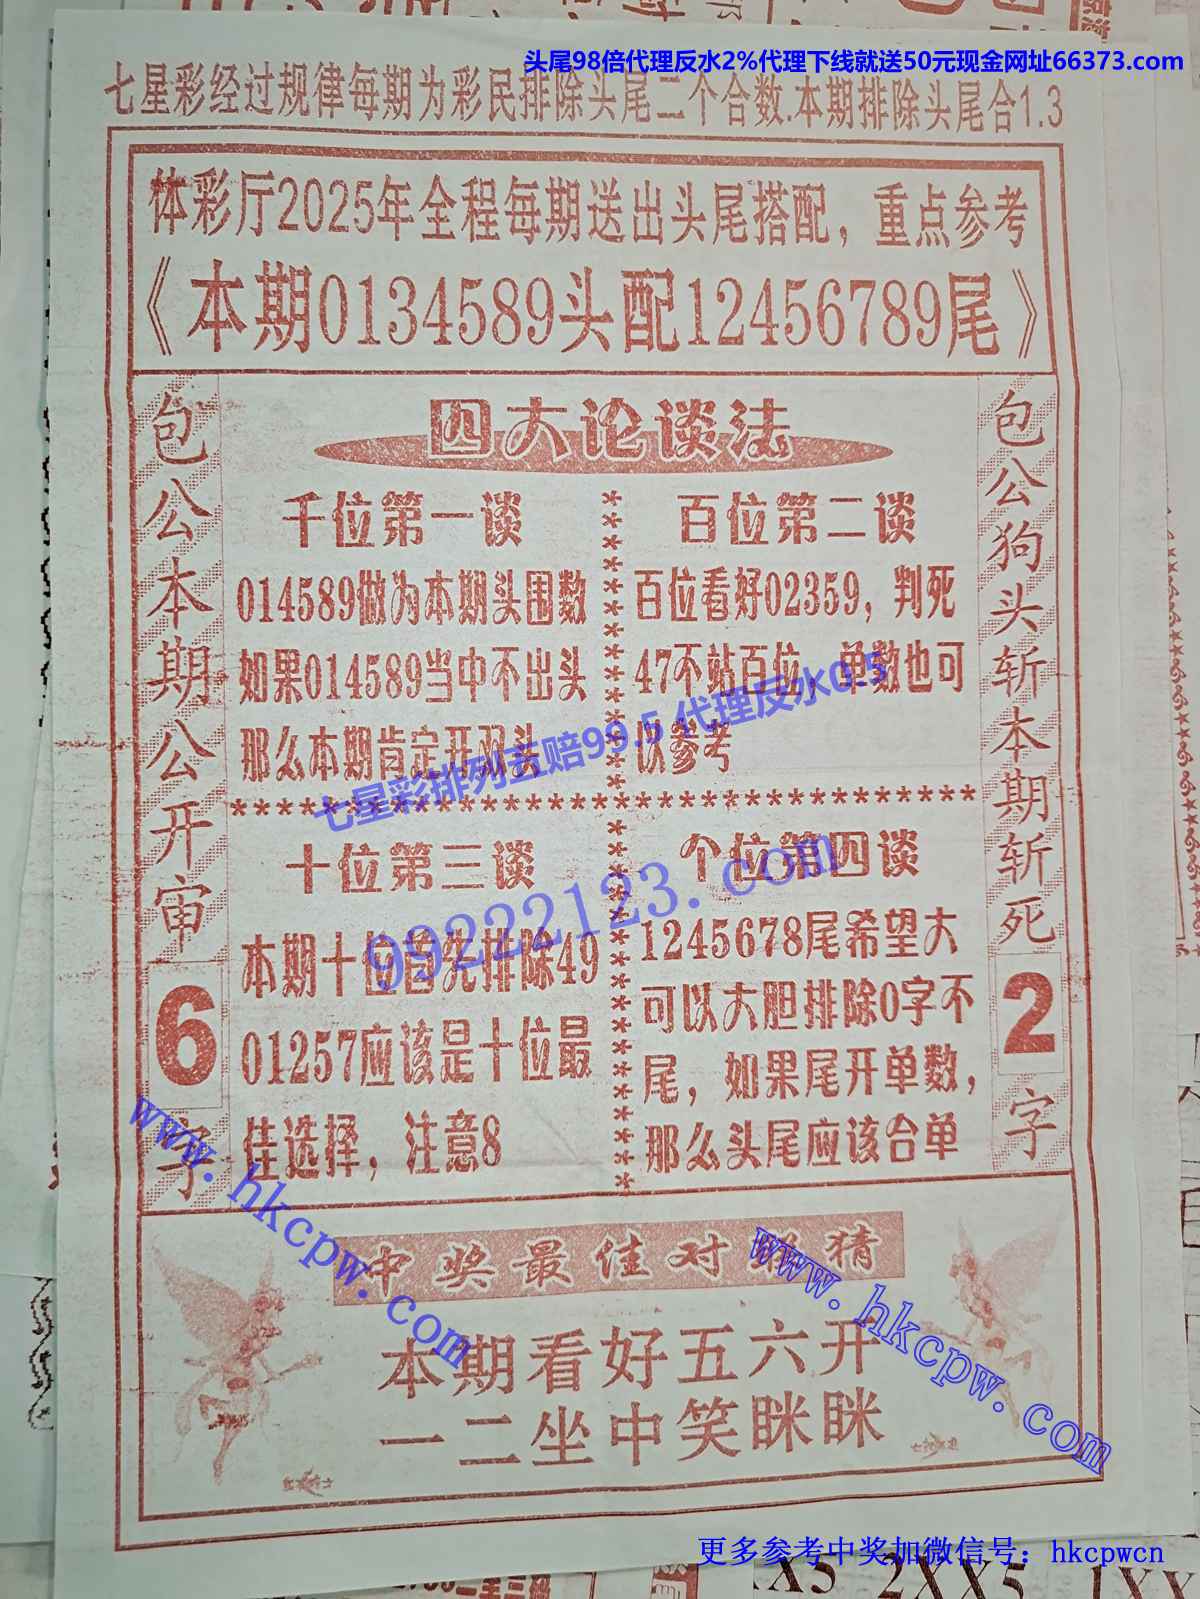 头尾98倍代理反水2%代理下线就送50元现金网址66373.com
七星彩经过规律每期为彩民排除头尾二个合数.本期排除头尾合1.3
体彩厅2025年全程每期送出头尾搭配，重点参考
《本期0134589头配12456789尾》
包公本期公开审6字
四大论谈法
千位第一谈
014589做为本期头围数
如果014589当中不出头
那么本期肯定开双头
百位第二谈
百位看好02359，判死
47不站百位，单数也可
以参考
七星彩排列五赔99.5代理反水0.5
十位第三谈
本期十位首先排除49
01257应该是十位最
佳选择，注意8
个位第四谈
1245678尾希望大
可以大胆排除0字不
尾，如果尾开单数，
那么头尾应该合单
99222123.com
包公狗头斩本期斩死2字
www.hkcpw.com
www.hkcpw.com
中奖最佳对联猜
本期看好五六开
一二坐中笑眯眯
更多参考中奖加微信号：hkcpwcn
1X5 2XX5 1XX